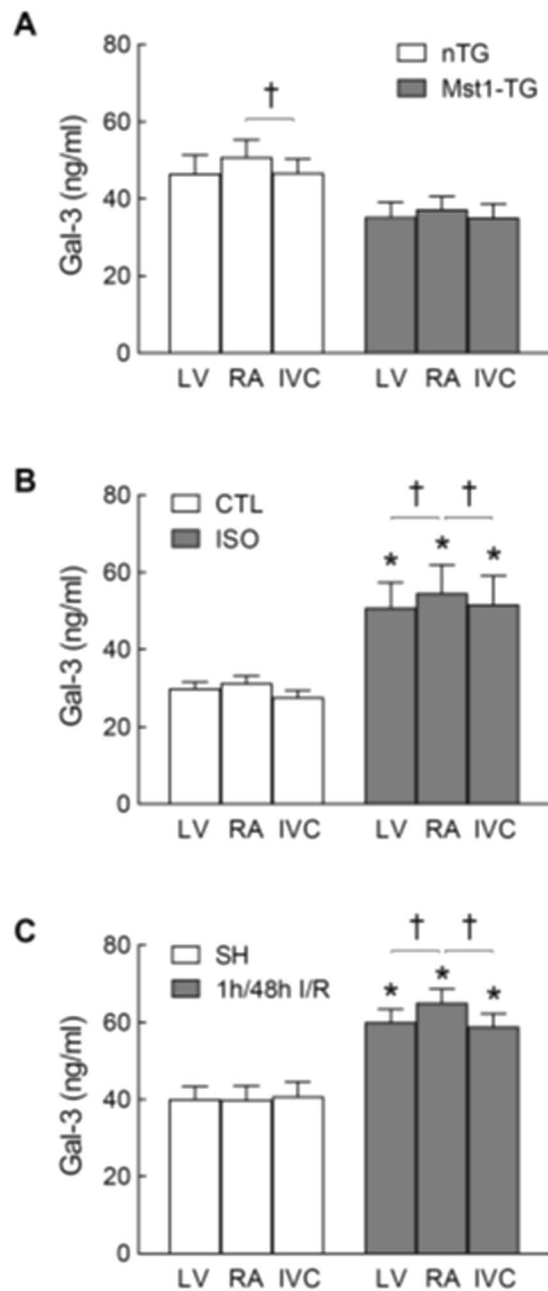 A
80
60
40
20
0
Gal-3 (ng/ml)
nTG
Mst1-TG
†
LV RA IVC
LV RA IVC
B
80
60
40
20
0
Gal-3 (ng/ml)
CTL
ISO
† †
* * *
LV RA IVC
LV RA IVC
C
80
60
40
20
0
Gal-3 (ng/ml)
SH
1h/48h I/R
† †
* * *
LV RA IVC
LV RA IVC